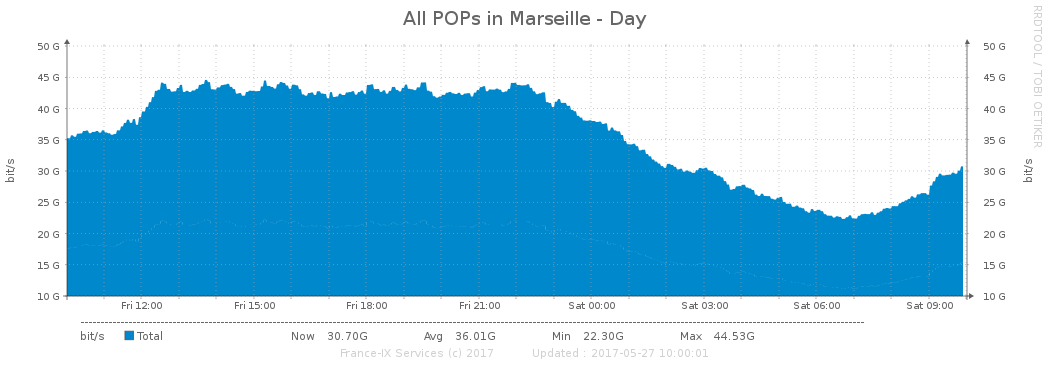 All POPs in Marseille - Day
RRDTOOL / TOBI OETIKER
50 G 50 G
45 G 45 G
40 G 40 G
35 G 35 G
30 G 30 G
25 G 25 G
20 G 20 G
15 G 15 G
10 G 10 G
bit/s bit/s
Fri 12:00 Fri 15:00 Fri 18:00 Fri 21:00 Sat 00:00 Sat 03:00 Sat 06:00 Sat 09:00
bit/s Total Now 30.70G Avg 36.01G Min 22.30G Max 44.53G
France-IX Services (c) 2017 Updated : 2017-05-27 10:00:01